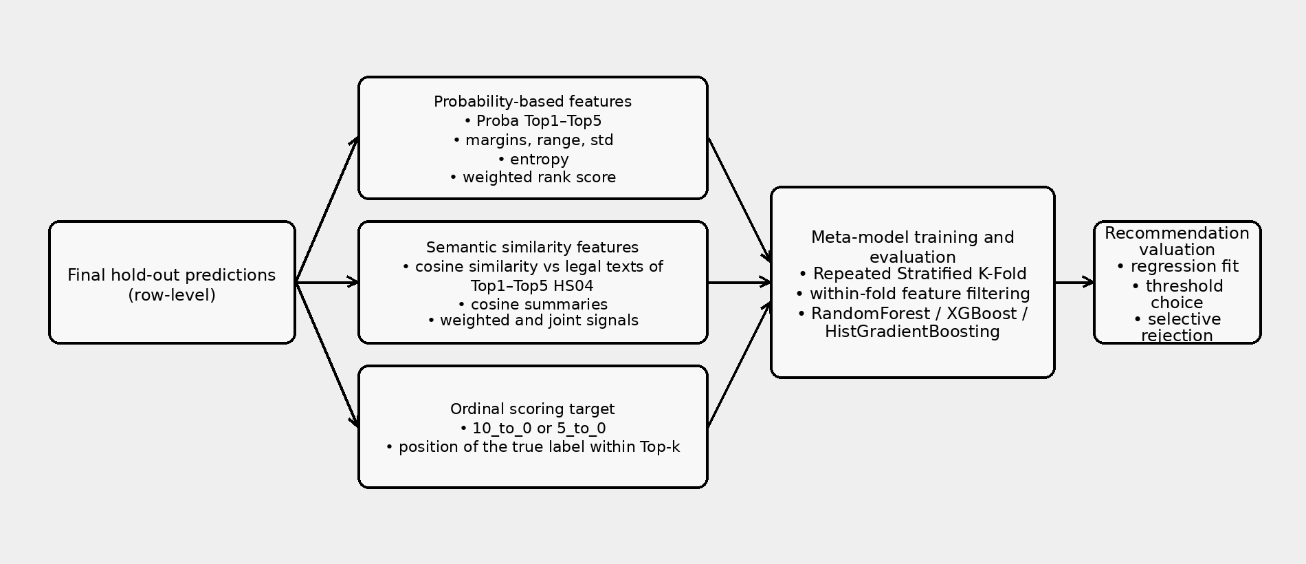 Final hold-out predictions
(row-level)
Probability-based features
• Proba Top1–Top5
• margins, range, std
• entropy
• weighted rank score
Semantic similarity features
• cosine similarity vs legal texts of
Top1–Top5 HS04
• cosine summaries
• weighted and joint signals
Ordinal scoring target
• 10_to_0 or 5_to_0
• position of the true label within Top-k
Meta-model training and
evaluation
• Repeated Stratified K-Fold
• within-fold feature filtering
• RandomForest / XGBoost /
HistGradientBoosting
Recommendation
valuation
• regression fit
• threshold
choice
• selective
rejection